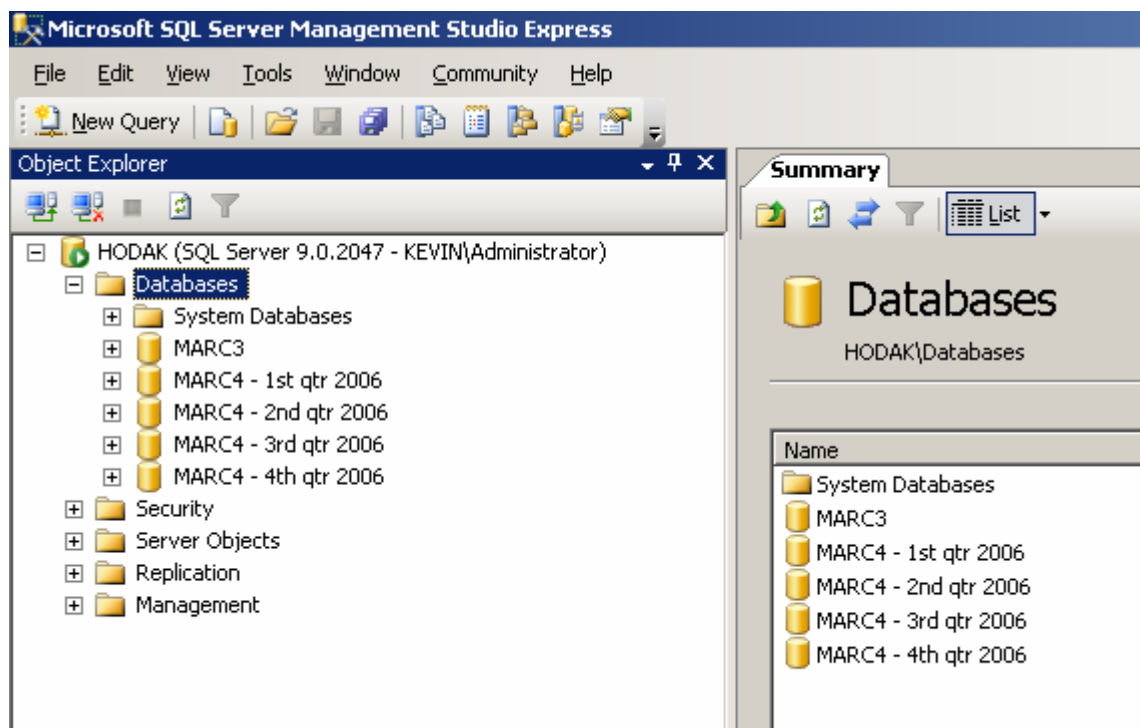 Microsoft SQL Server Management Studio Express
File Edit View Tools Window Community Help
New Query
Object Explorer
HODAK (SQL Server 9.0.2047 - KEVIN\Administrator)
Databases
System Databases
MARC3
MARC4 - 1st qtr 2006
MARC4 - 2nd qtr 2006
MARC4 - 3rd qtr 2006
MARC4 - 4th qtr 2006
Security
Server Objects
Replication
Management
Summary
List
Databases
HODAK\Databases
Name
System Databases
MARC3
MARC4 - 1st qtr 2006
MARC4 - 2nd qtr 2006
MARC4 - 3rd qtr 2006
MARC4 - 4th qtr 2006